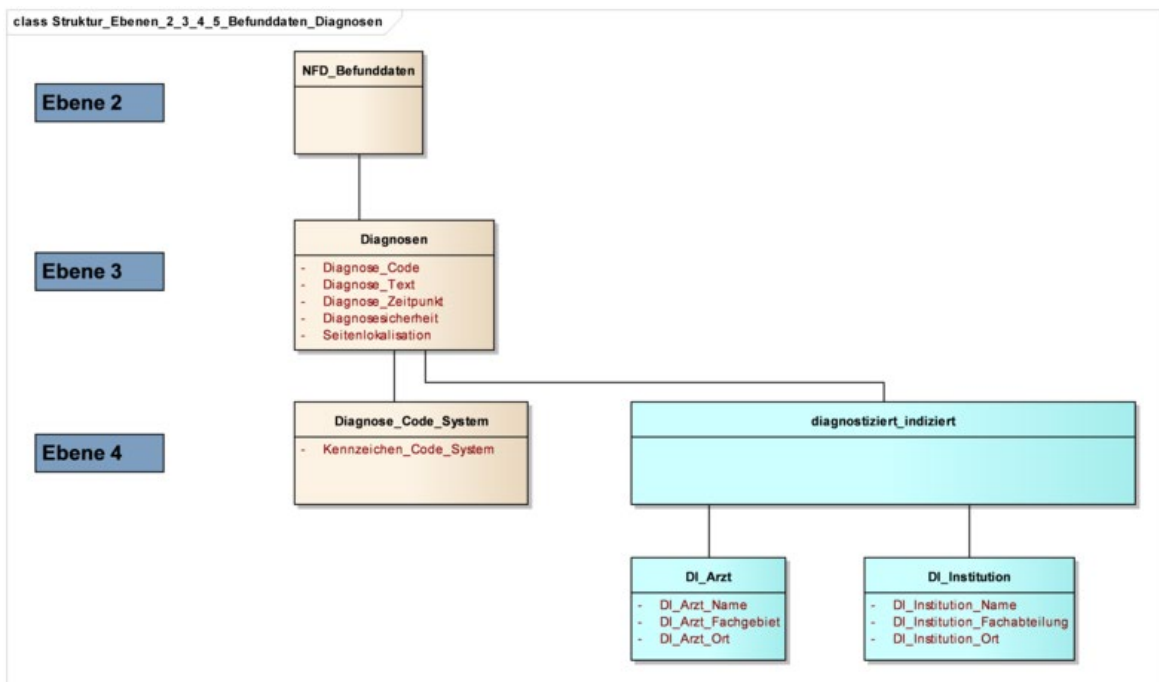 class Struktur_Ebenen_2_3_4_5_Befunddaten_Diagnosen
NFD_Befunddaten
Ebene 2
Diagnosen
- Diagnose_Code
- Diagnose_Text
- Diagnose_Zeitpunkt
- Diagnosesicherheit
- Seitenlokalisation
Ebene 3
Diagnose_Code_System
- Kennzeichen_Code_System
diagnostiziert_indiziert
Ebene 4
DI_Arzt
- DI_Arzt_Name
- DI_Arzt_Fachgebiet
- DI_Arzt_Ort
DI_Institution
- DI_Institution_Name
- DI_Institution_Fachabteilung
- DI_Institution_Ort